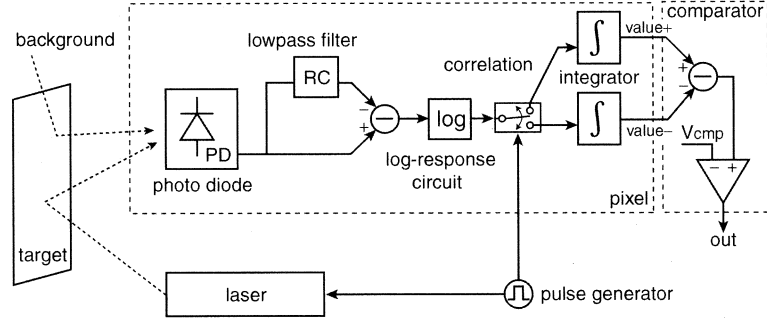 comparator
background
lowpass filter
RC
value+
correlation
integrator
+
−
−
+
log
PD
value−
Vcmp
photo diode
log-response
circuit
− +
pixel
target
out
laser
pulse generator